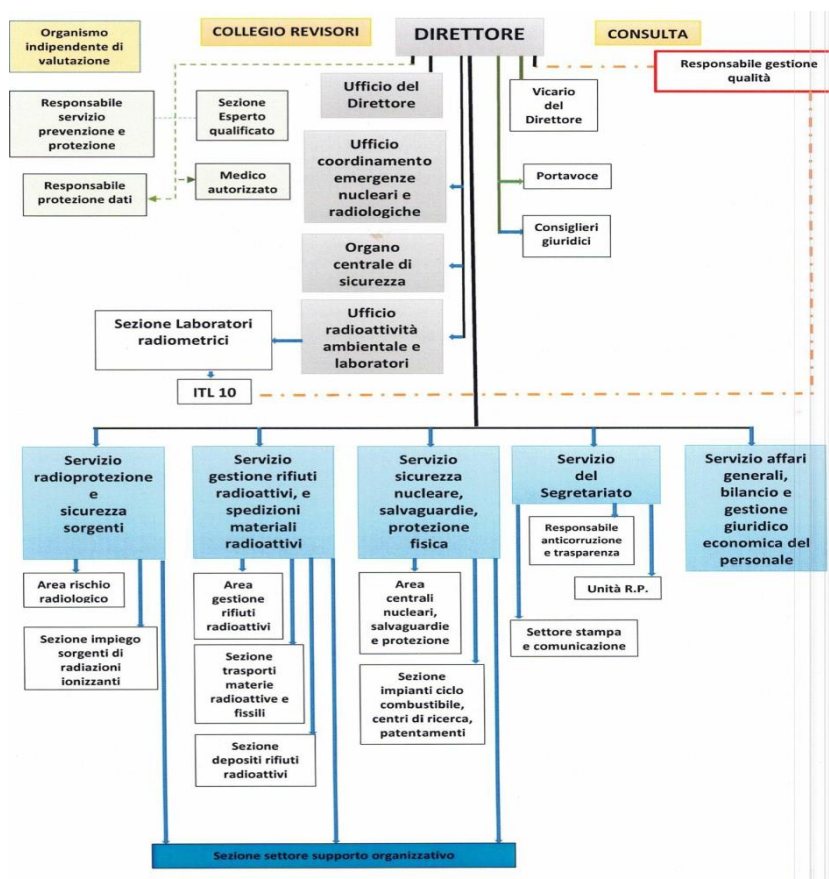 Organismo
indipendente di
valutazione
COLLEGIO REVISORI
DIRETTORE
CONSULTA
Responsabile gestione
qualità
Responsabile
servizio
prevenzione e
protezione
Sezione
Esperto
qualificato
Ufficio del
Direttore
Vicario
del
Direttore
Responsabile
protezione dati
Medico
autorizzato
Ufficio
coordinamento
emergenze
nucleari e
radiologiche
Portavoce
Consiglieri
giuridici
Organo
centrale di
sicurezza
Sezione Laboratori
radiometrici
Ufficio
radioattività
ambientale e
laboratori
ITL 10
Servizio
radioprotezione
e
sicurezza
sorgenti
Servizio
gestione rifiuti
radioattivi, e
spedizioni
materiali
radioattivi
Servizio
sicurezza
nucleare,
salvaguardie,
protezione
fisica
Servizio
del
Segretariato
Servizio affari
generali,
bilancio e
gestione
giuridico
economica del
personale
Area rischio
radiologico
Sezione impiego
sorgenti di
radiazioni
ionizzanti
Area
gestione
rifiuti
radioattivi
Sezione
trasporti
materie
radioattive e
fissili
Sezione
depositi rifiuti
radioattivi
Area
centrali
nucleari,
salvaguardie
e protezione
Sezione
impianti ciclo
combustibile,
centri di ricerca,
patentamenti
Responsabile
anticorruzione e
trasparenza
Unità R.P.
Settore stampa
e comunicazione
Sezione settore supporto organizzativo